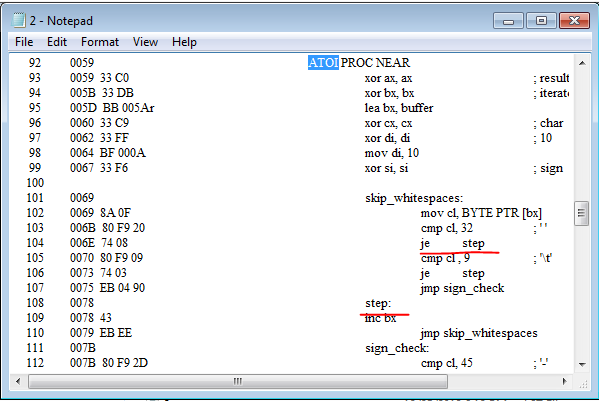 2 - Notepad
File Edit Format View Help
92 0059 ATOI PROC NEAR
93 0059 33 C0 xor ax, ax ; result
94 005B 33 DB xor bx, bx ; iterato
95 005D BB 005Ar lea bx, buffer
96 0060 33 C9 xor cx, cx ; char
97 0062 33 FF xor di, di ; 10
98 0064 BF 000A mov di, 10
99 0067 33 F6 xor si, si ; sign
100
101 0069 skip_whitespaces:
102 0069 8A 0F mov cl, BYTE PTR [bx]
103 006B 80 F9 20 cmp cl, 32 ; ' '
104 006E 74 08 je step
105 0070 80 F9 09 cmp cl , 9 ; '\t'
106 0073 74 03 je step
107 0075 EB 04 90 jmp sign_check
108 0078 step:
109 0078 43 inc bx
110 0079 EB EE jmp skip_whitespaces
111 007B sign_check:
112 007B 80 F9 2D cmp cl, 45 ; '-'